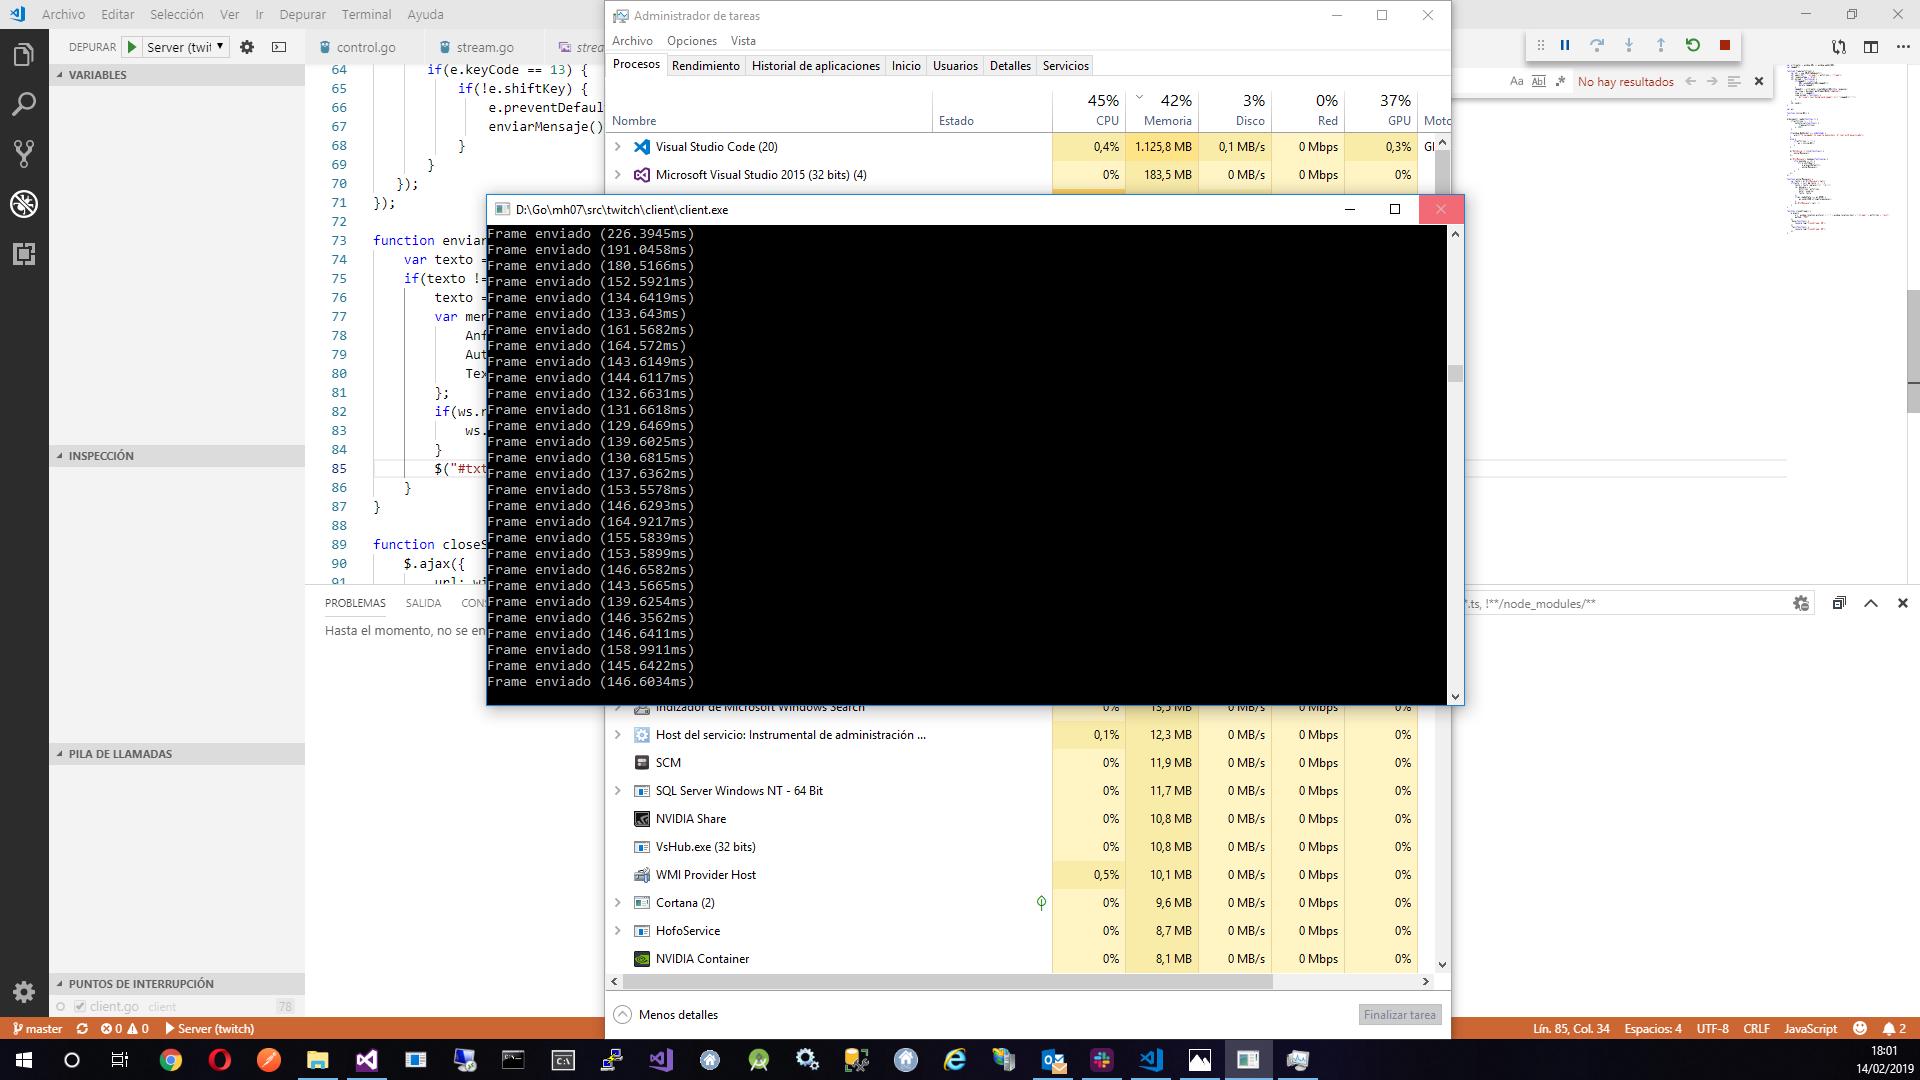 Archivo Editar Selección Ver Ir Depurar Terminal Ayuda
DEPURAR Server (twit
control.go stream.go strea
VARIABLES
INSPECCIÓN
PILA DE LLAMADAS
PUNTOS DE INTERRUPCIÓN
client.go client 78
64 if(e.keyCode == 13) {
65 if(!e.shiftKey) {
66 e.preventDefaul
67 enviarMensaje()
68 }
69 }
70 });
71 });
72
73 function enviar
74 var texto =
75 if(texto !=
76 texto =
77 var men
78 Anf
79 Aut
80 Tex
81 };
82 if(ws.r
83 ws.
84 }
85 $("#txt
86 }
87 }
88
89 function closeS
90 $.ajax({
91 url: wi
PROBLEMAS SALIDA CONS
Hasta el momento, no se en
Aa Abl .* No hay resultados
*.ts, !**/node_modules/**
Administrador de tareas
Archivo Opciones Vista
Procesos Rendimiento Historial de aplicaciones Inicio Usuarios Detalles Servicios
45% 42% 3% 0% 37%
Nombre Estado CPU Memoria Disco Red GPU Moto
Visual Studio Code (20) 0,4% 1.125,8 MB 0,1 MB/s 0 Mbps 0,3% GI
Microsoft Visual Studio 2015 (32 bits) (4) 0% 183,5 MB 0 MB/s 0 Mbps 0%
D:\Go\mh07\src\twitch\client\client.exe
Frame enviado (226.3945ms)
Frame enviado (191.0458ms)
Frame enviado (180.5166ms)
Frame enviado (152.5921ms)
Frame enviado (134.6419ms)
Frame enviado (133.643ms)
Frame enviado (161.5682ms)
Frame enviado (164.572ms)
Frame enviado (143.6149ms)
Frame enviado (144.6117ms)
Frame enviado (132.6631ms)
Frame enviado (131.6618ms)
Frame enviado (129.6469ms)
Frame enviado (139.6025ms)
Frame enviado (130.6815ms)
Frame enviado (137.6362ms)
Frame enviado (153.5578ms)
Frame enviado (146.6293ms)
Frame enviado (164.9217ms)
Frame enviado (155.5839ms)
Frame enviado (153.5899ms)
Frame enviado (146.6582ms)
Frame enviado (143.5665ms)
Frame enviado (139.6254ms)
Frame enviado (146.3562ms)
Frame enviado (146.6411ms)
Frame enviado (158.9911ms)
Frame enviado (145.6422ms)
Frame enviado (146.6034ms)
Indizador de Microsoft Windows Search 0% 13,5 MB 0 MB/s 0 Mbps 0%
Host del servicio: Instrumental de administración ... 0,1% 12,3 MB 0 MB/s 0 Mbps 0%
SCM 0% 11,9 MB 0 MB/s 0 Mbps 0%
SQL Server Windows NT - 64 Bit 0% 11,7 MB 0 MB/s 0 Mbps 0%
NVIDIA Share 0% 10,8 MB 0 MB/s 0 Mbps 0%
VsHub.exe (32 bits) 0% 10,8 MB 0 MB/s 0 Mbps 0%
WMI Provider Host 0,5% 10,1 MB 0 MB/s 0 Mbps 0%
Cortana (2) 0% 9,6 MB 0 MB/s 0 Mbps 0%
HofoService 0% 8,7 MB 0 MB/s 0 Mbps 0%
NVIDIA Container 0% 8,1 MB 0 MB/s 0 Mbps 0%
Menos detalles Finalizar tarea
master 0 0 Server (twitch) Lín. 85, Col. 34 Espacios: 4 UTF-8 CRLF JavaScript 2
18:01
14/02/2019